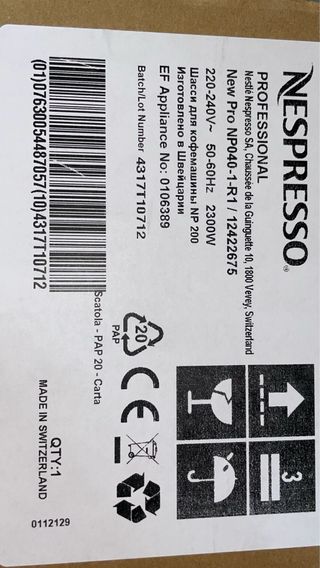 NESPRESSO®
PROFESSIONAL
Nestlé Nespresso SA, Chaussée de la Guinguette 10, 1800 Vevey, Switzerland
New Pro NP040-1-R1 / 12422675
220-240V~ 50-60Hz 2300W
Шасси для кофемашины NP 200
Изготовлено в Швейцарии
EF Appliance No: 0106389
Batch/Lot Number 4317T10712
(01)07630054487057(10)4317T10712
3
20
PAP
CE
Scatola - PAP 20 - Carta
QTY:1
MADE IN SWITZERLAND
0112129